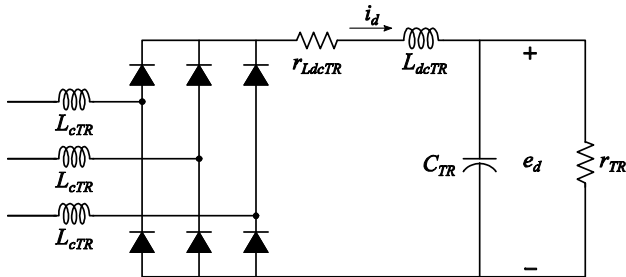 i_d
r_LdcTR
L_dcTR
L_cTR
L_cTR
L_cTR
C_TR
+
e_d
−
r_TR